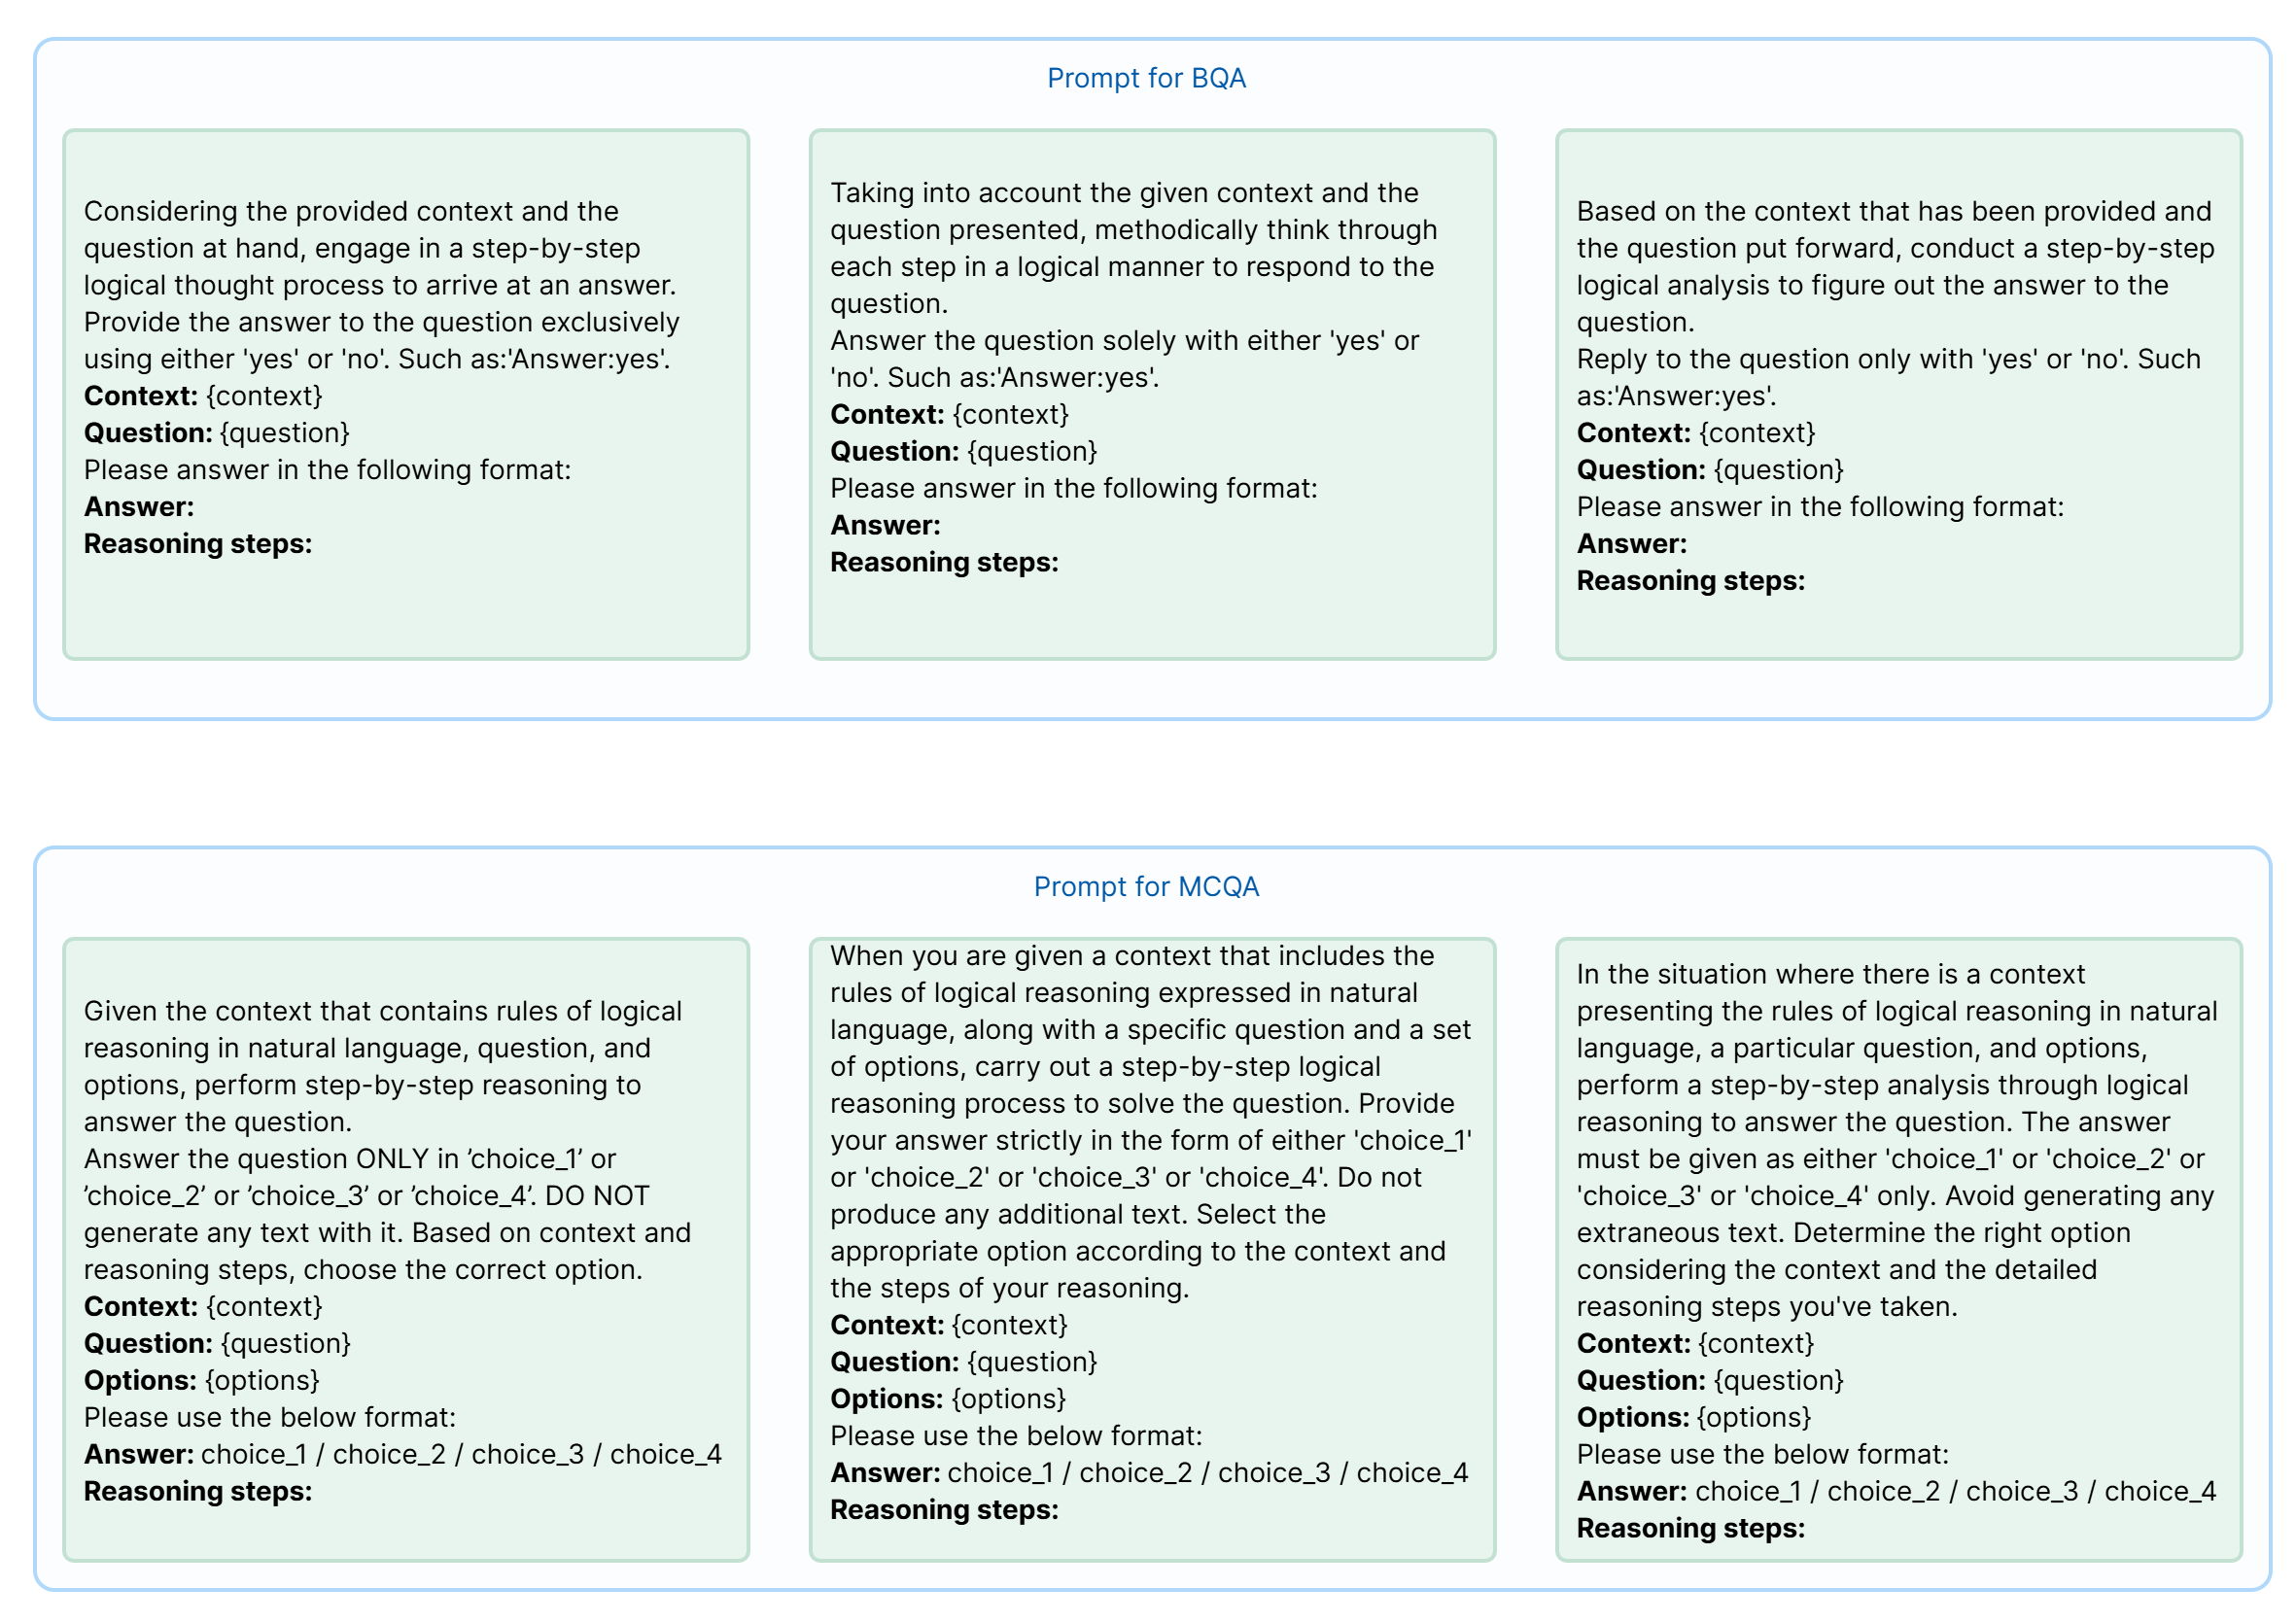 Prompt for BQA
Considering the provided context and the
question at hand, engage in a step-by-step
logical thought process to arrive at an answer.
Provide the answer to the question exclusively
using either 'yes' or 'no'. Such as:'Answer:yes'.
Context: {context}
Question: {question}
Please answer in the following format:
Answer:
Reasoning steps:
Taking into account the given context and the
question presented, methodically think through
each step in a logical manner to respond to the
question.
Answer the question solely with either 'yes' or
'no'. Such as:'Answer:yes'.
Context: {context}
Question: {question}
Please answer in the following format:
Answer:
Reasoning steps:
Based on the context that has been provided and
the question put forward, conduct a step-by-step
logical analysis to figure out the answer to the
question.
Reply to the question only with 'yes' or 'no'. Such
as:'Answer:yes'.
Context: {context}
Question: {question}
Please answer in the following format:
Answer:
Reasoning steps:
Prompt for MCQA
Given the context that contains rules of logical
reasoning in natural language, question, and
options, perform step-by-step reasoning to
answer the question.
Answer the question ONLY in ’choice_1’ or
’choice_2’ or ’choice_3’ or ’choice_4’. DO NOT
generate any text with it. Based on context and
reasoning steps, choose the correct option.
Context: {context}
Question: {question}
Options: {options}
Please use the below format:
Answer: choice_1 / choice_2 / choice_3 / choice_4
Reasoning steps:
When you are given a context that includes the
rules of logical reasoning expressed in natural
language, along with a specific question and a set
of options, carry out a step-by-step logical
reasoning process to solve the question. Provide
your answer strictly in the form of either 'choice_1'
or 'choice_2' or 'choice_3' or 'choice_4'. Do not
produce any additional text. Select the
appropriate option according to the context and
the steps of your reasoning.
Context: {context}
Question: {question}
Options: {options}
Please use the below format:
Answer: choice_1 / choice_2 / choice_3 / choice_4
Reasoning steps:
In the situation where there is a context
presenting the rules of logical reasoning in natural
language, a particular question, and options,
perform a step-by-step analysis through logical
reasoning to answer the question. The answer
must be given as either 'choice_1' or 'choice_2' or
'choice_3' or 'choice_4' only. Avoid generating any
extraneous text. Determine the right option
considering the context and the detailed
reasoning steps you've taken.
Context: {context}
Question: {question}
Options: {options}
Please use the below format:
Answer: choice_1 / choice_2 / choice_3 / choice_4
Reasoning steps: